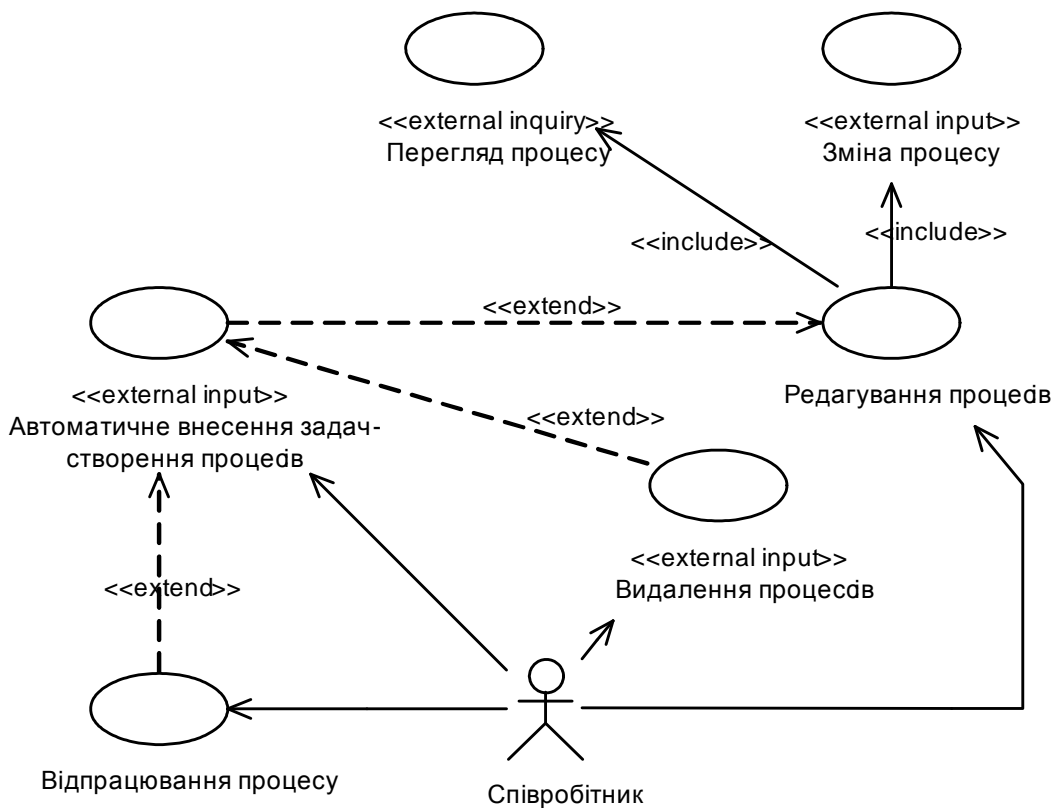 <<external inquiry>>
Перегляд процесу
<<external input>>
Зміна процесу
<<include>>
<<include>>
<<extend>>
<<external input>>
Автоматичне внесення задач-
створення процесів
<<extend>>
Редагування процесів
<<external input>>
Видалення процесів
<<extend>>
Відпрацювання процесу
Співробітник